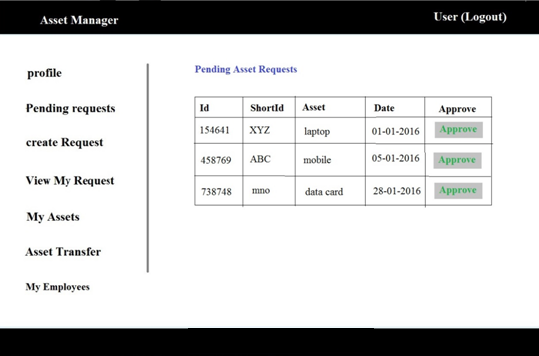 Asset Manager
User (Logout)
profile
Pending requests
create Request
View My Request
My Assets
Asset Transfer
My Employees
Pending Asset Requests
Id ShortId Asset Date Approve
154641 XYZ laptop 01-01-2016 Approve
458769 ABC mobile 05-01-2016 Approve
738748 mno data card 28-01-2016 Approve